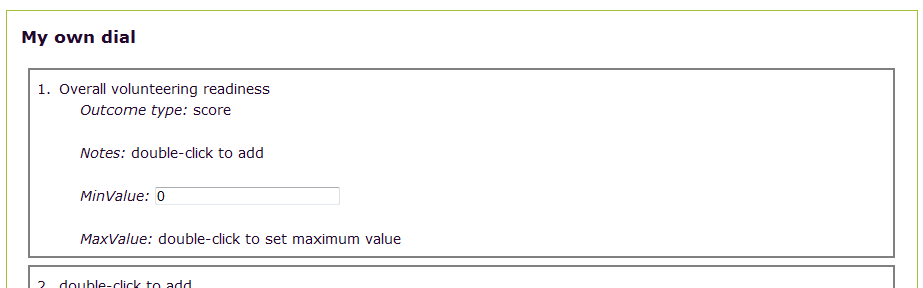 My own dial
1. Overall volunteering readiness
Outcome type: score
Notes: double-click to add
MinValue: 0
MaxValue: double-click to set maximum value
2. double-click to add